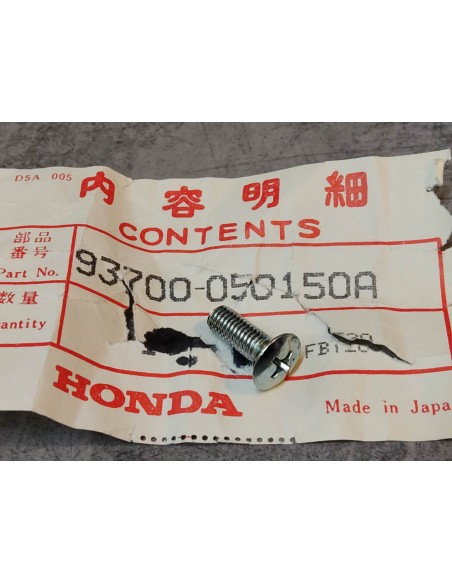 D5A 005
内容明細
CONTENTS
部品
番号
Part No.
93700-050150A
数量
Quantity
HONDA
Made in Japa